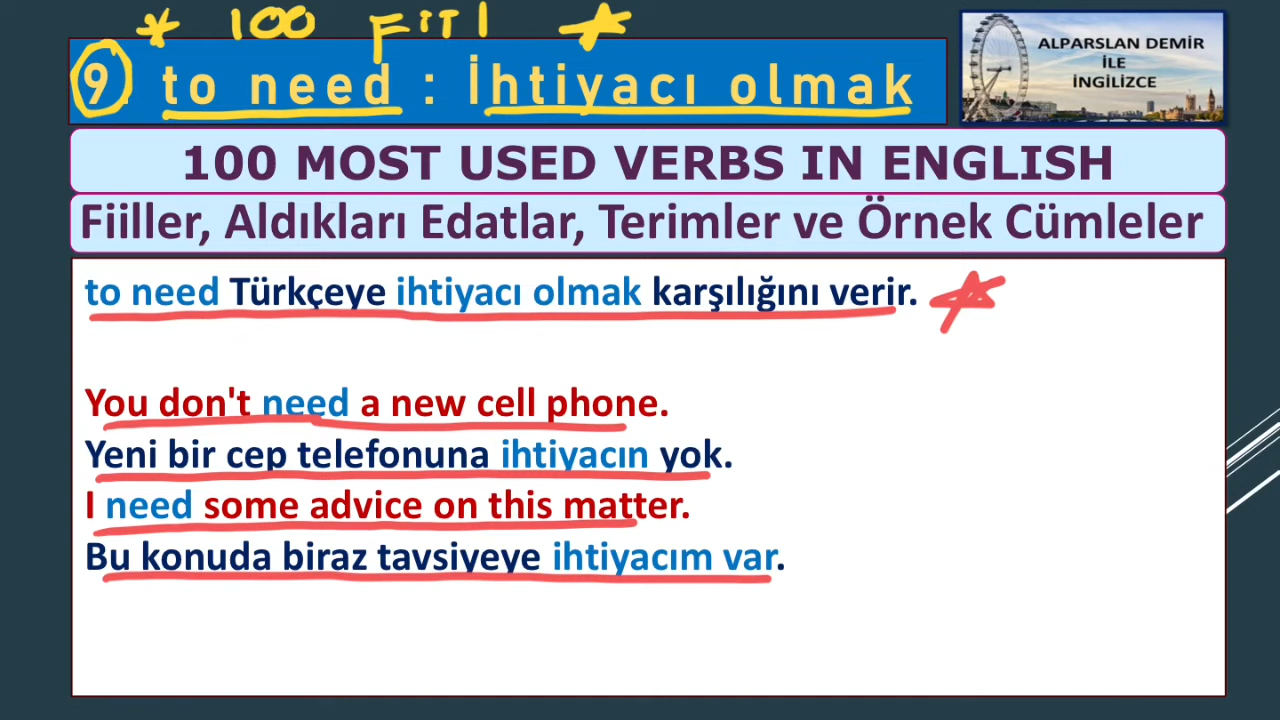 * 100 FİİL
9. to need : İhtiyacı olmak
ALPARSLAN DEMİR
İLE
İNGİLİZCE
100 MOST USED VERBS IN ENGLISH
Fiiller, Aldıkları Edatlar, Terimler ve Örnek Cümleler
to need Türkçeye ihtiyacı olmak karşılığını verir.
You don't need a new cell phone.
Yeni bir cep telefonuna ihtiyacın yok.
I need some advice on this matter.
Bu konuda biraz tavsiyeye ihtiyacım var.